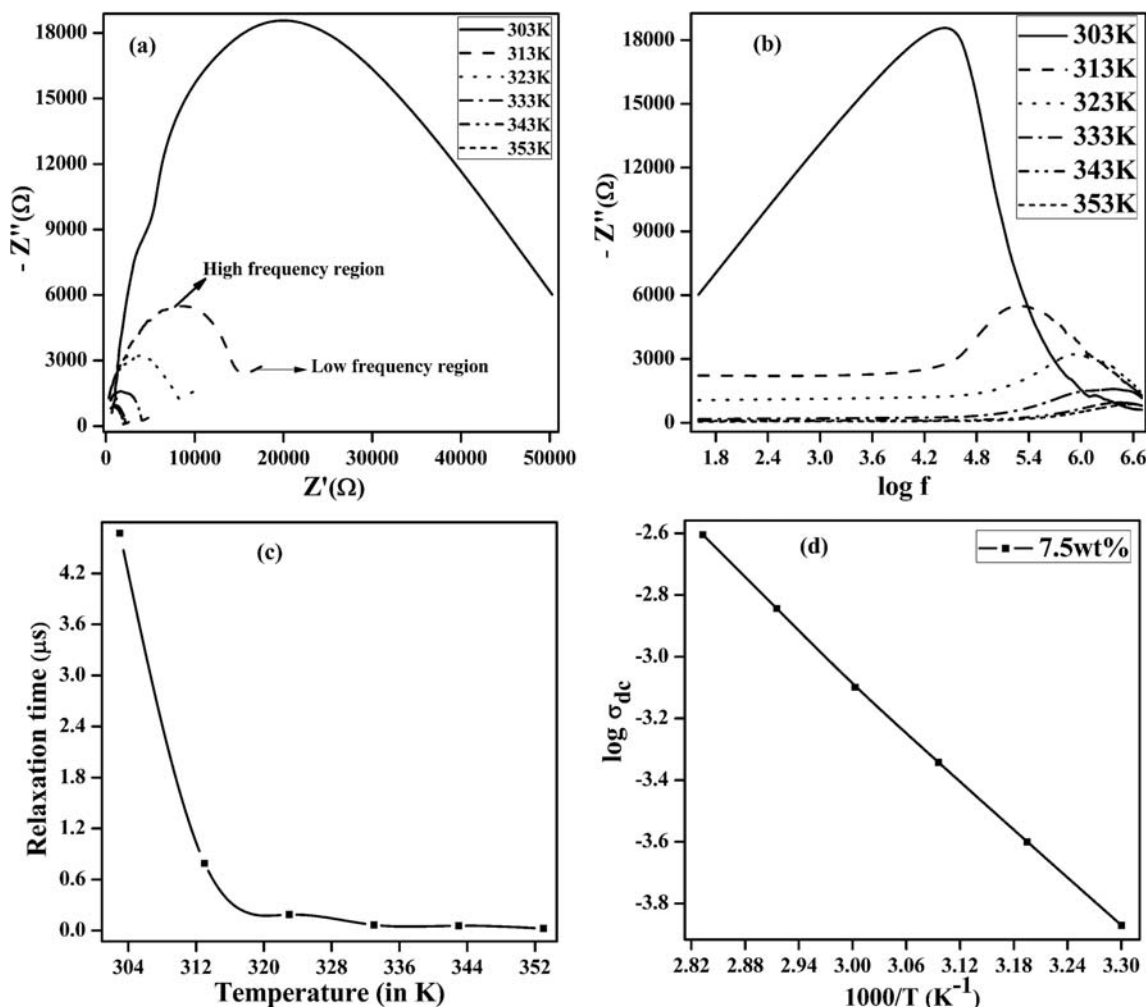 (a)
303K
313K
323K
333K
343K
353K
18000
15000
12000
9000
6000
3000
0
High frequency region
Low frequency region
0 10000 20000 30000 40000 50000
Z'(Ω)
- Z''(Ω)
(b)
303K
313K
323K
333K
343K
353K
18000
15000
12000
9000
6000
3000
0
1.8 2.4 3.0 3.6 4.2 4.8 5.4 6.0 6.6
log f
- Z''(Ω)
(c)
4.2
3.6
3.0
2.4
1.8
1.2
0.6
0.0
304 312 320 328 336 344 352
Temperature (in K)
Relaxation time (μs)
(d)
7.5wt%
-2.6
-2.8
-3.0
-3.2
-3.4
-3.6
-3.8
2.82 2.88 2.94 3.00 3.06 3.12 3.18 3.24 3.30
1000/T (K⁻¹)
log σdc